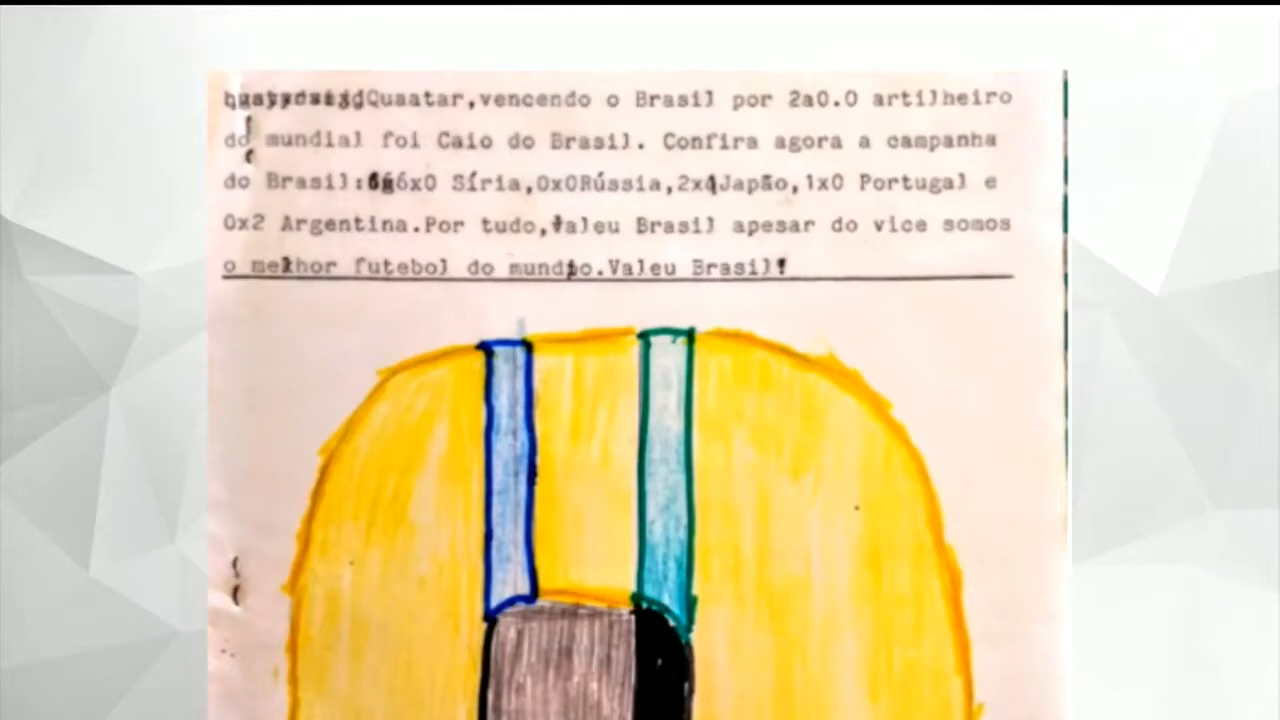 Quaatar,vencendo o Brasil por 2a0.O artilheiro
do mundial foi Caio do Brasil. Confira agora a campanha
do Brasil:6x0 Síria,0x0Rússia,2x Japão,1x0 Portugal e
0x2 Argentina.Por tudo,Valeu Brasil apesar do vice somos
o melhor futebol do mundo.Valeu Brasil!